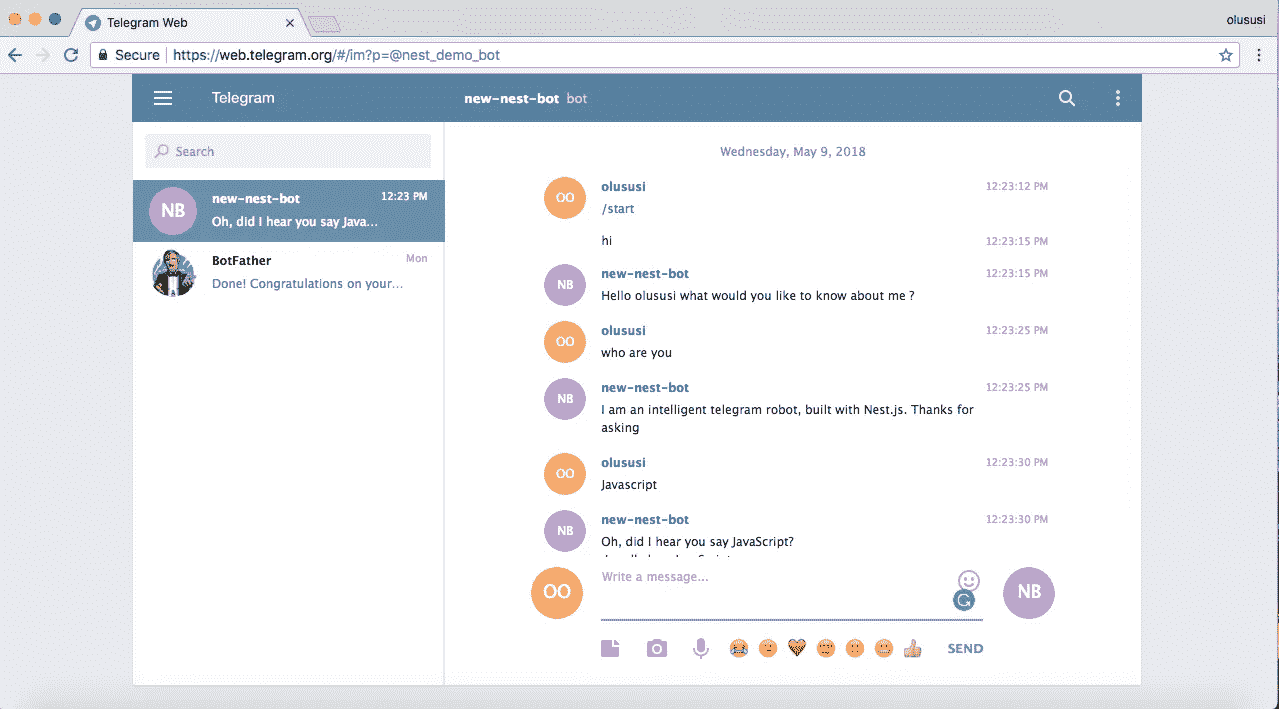 Telegram Web
olususi
Secure https://web.telegram.org/#/im?p=@nest_demo_bot
Telegram
new-nest-bot bot
Search
NB
new-nest-bot 12:23 PM
Oh, did I hear you say Java...
BotFather Mon
Done! Congratulations on your...
Wednesday, May 9, 2018
OO
olususi 12:23:12 PM
/start
hi 12:23:15 PM
NB
new-nest-bot 12:23:15 PM
Hello olususi what would you like to know about me ?
OO
olususi 12:23:25 PM
who are you
NB
new-nest-bot 12:23:25 PM
I am an intelligent telegram robot, built with Nest.js. Thanks for
asking
OO
olususi 12:23:30 PM
Javascript
NB
new-nest-bot 12:23:30 PM
Oh, did I hear you say JavaScript?
OO
Write a message...
NB
SEND